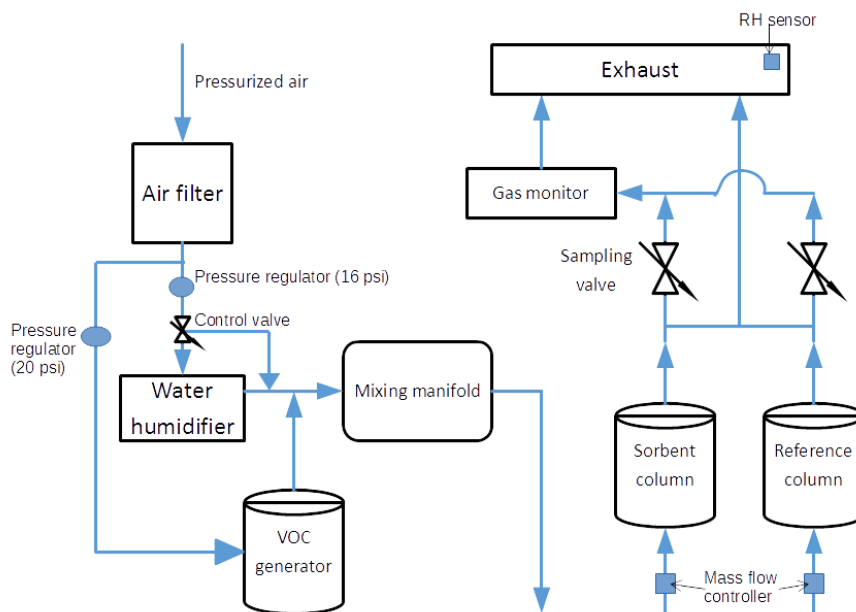 RH sensor
Exhaust
Pressurized air
Air filter
Gas monitor
Pressure regulator (16 psi)
Sampling
valve
Control valve
Pressure
regulator
(20 psi)
Water
humidifier
Mixing manifold
Sorbent
column
Reference
column
VOC
generator
Mass flow
controller